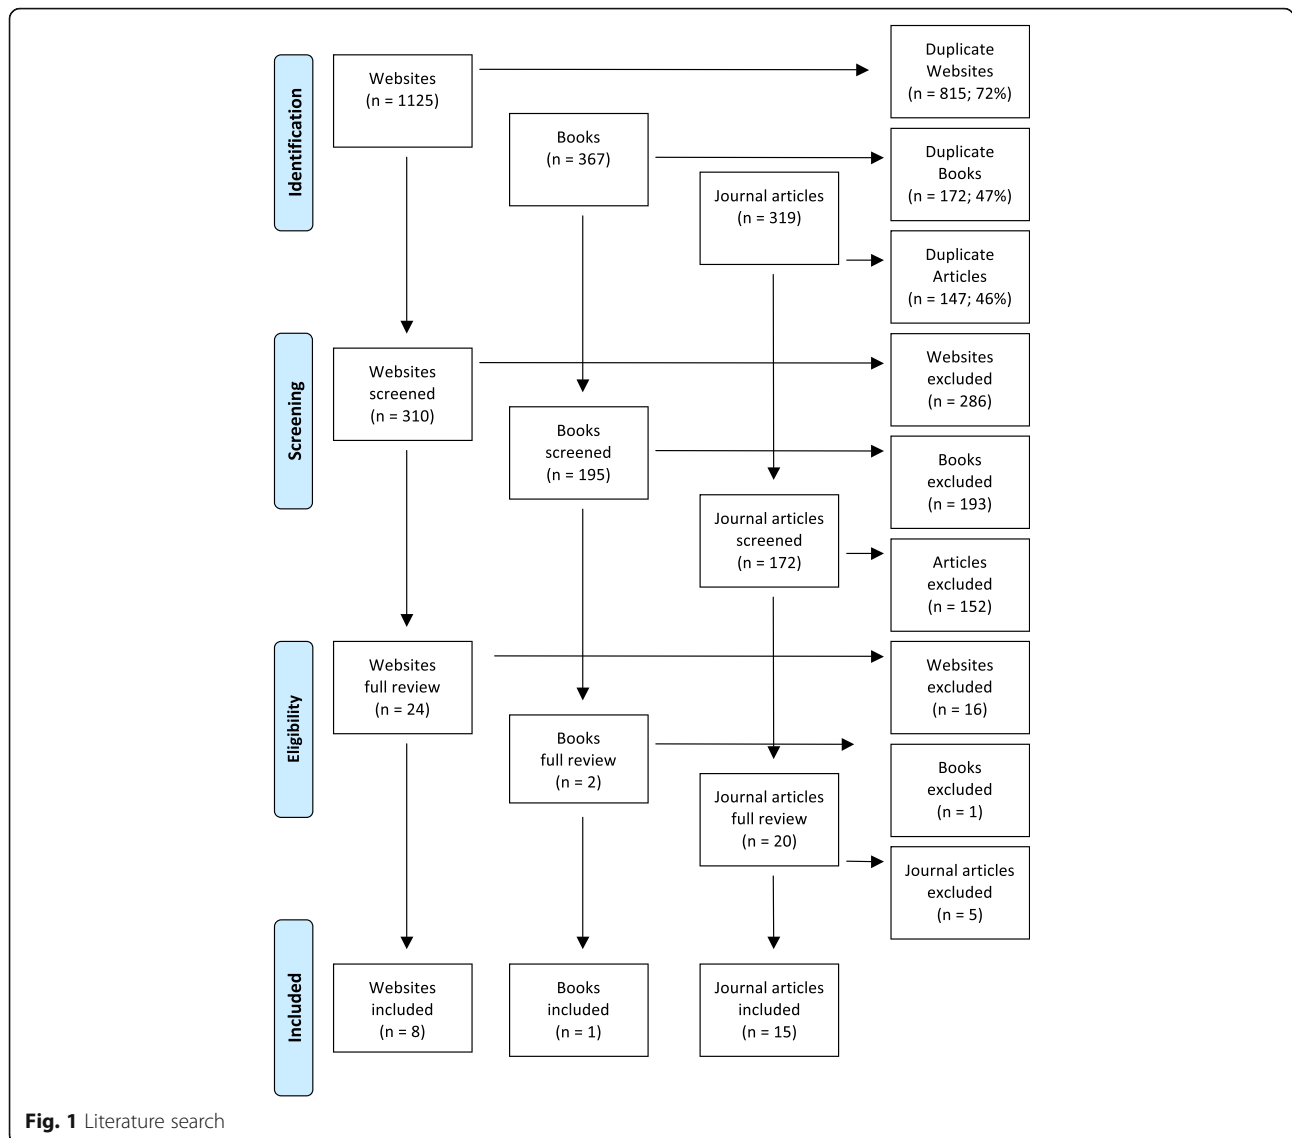 Identification
Websites
(n = 1125)
Books
(n = 367)
Journal articles
(n = 319)
Duplicate
Websites
(n = 815; 72%)
Duplicate
Books
(n = 172; 47%)
Duplicate
Articles
(n = 147; 46%)
Screening
Websites
screened
(n = 310)
Books
screened
(n = 195)
Journal articles
screened
(n = 172)
Websites
excluded
(n = 286)
Books
excluded
(n = 193)
Articles
excluded
(n = 152)
Eligibility
Websites
full review
(n = 24)
Books
full review
(n = 2)
Journal articles
full review
(n = 20)
Websites
excluded
(n = 16)
Books
excluded
(n = 1)
Journal articles
excluded
(n = 5)
Included
Websites
included
(n = 8)
Books
included
(n = 1)
Journal articles
included
(n = 15)
Fig. 1 Literature search